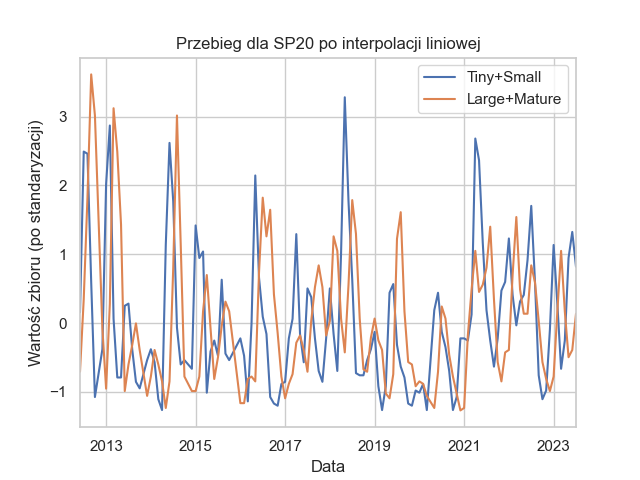 Przebieg dla SP20 po interpolacji liniowej
Tiny+Small
Large+Mature
Wartość zbioru (po standaryzacji)
3
2
1
0
−1
2013
2015
2017
2019
2021
2023
Data